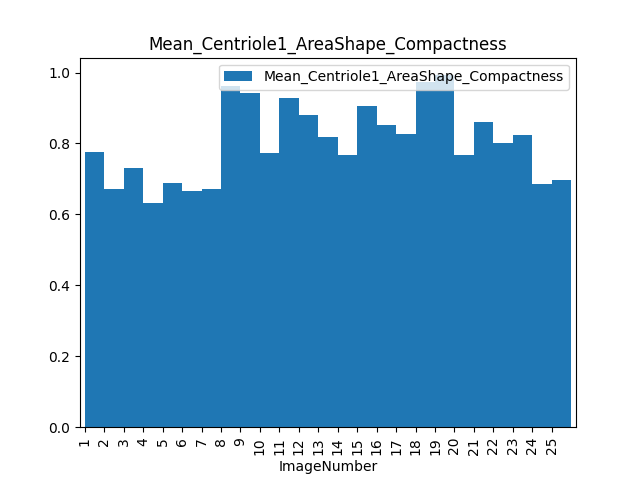 Mean_Centriole1_AreaShape_Compactness
Mean_Centriole1_AreaShape_Compactness
1.0
0.8
0.6
0.4
0.2
0.0
1 2 3 4 5 6 7 8 9 10 11 12 13 14 15 16 17 18 19 20 21 22 23 24 25
ImageNumber